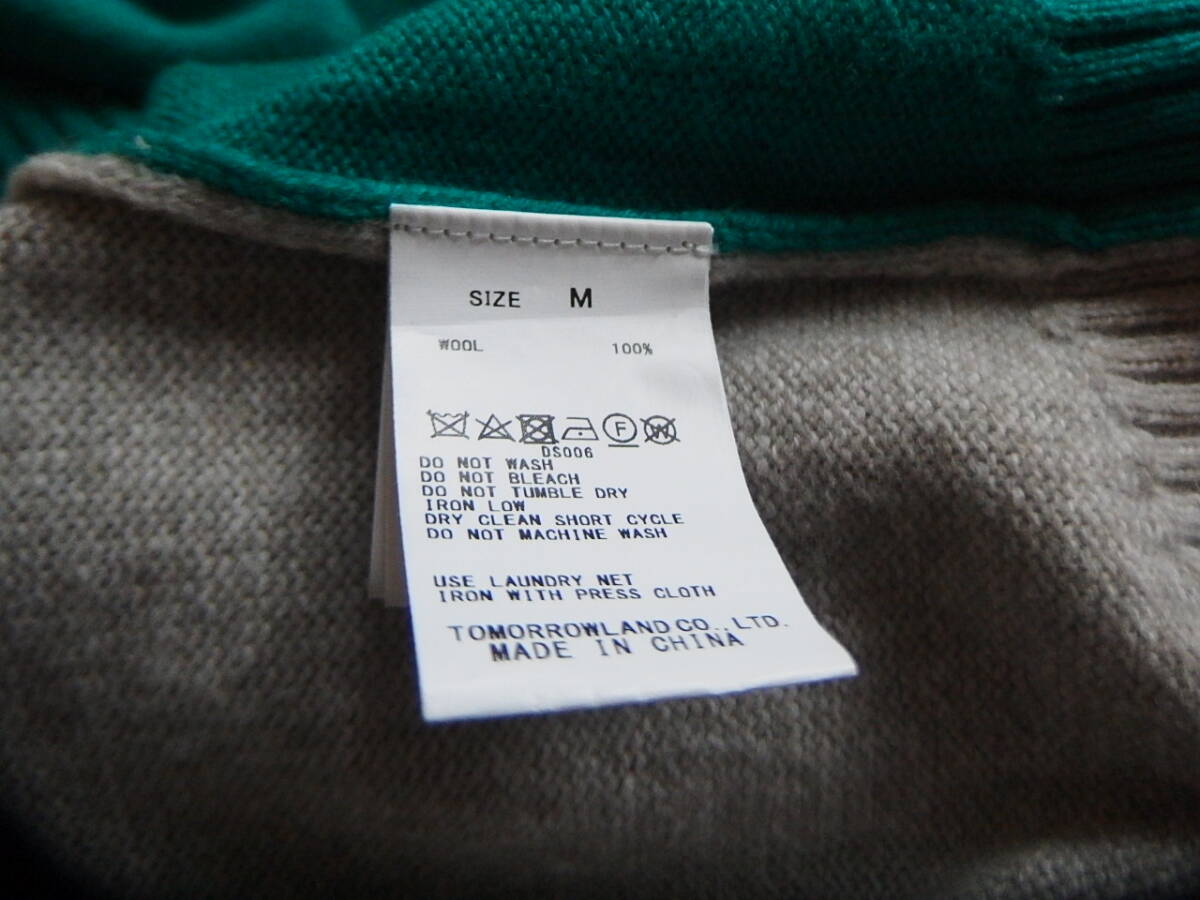 SIZE M
WOOL 100%
F W
DS006
DO NOT WASH
DO NOT BLEACH
DO NOT TUMBLE DRY
IRON LOW
DRY CLEAN SHORT CYCLE
DO NOT MACHINE WASH
USE LAUNDRY NET
IRON WITH PRESS CLOTH
TOMORROWLAND CO., LTD.
MADE IN CHINA